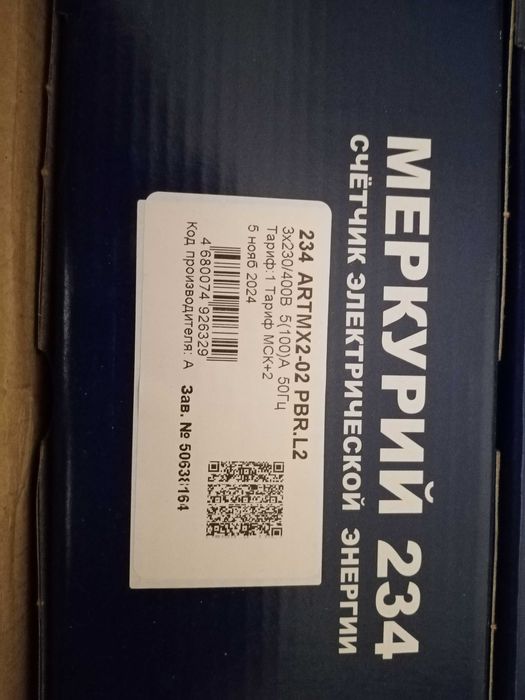 МЕРКУРИЙ 234
СЧЁТЧИК ЭЛЕКТРИЧЕСКОЙ ЭНЕРГИИ
234 ARTMX2-02 PBR.L2
3x230/400В 5(100)А 50Гц
Тариф:1 Тариф МСК+2
5 нояб 2024
4 680074 926329
Код производителя: А Зав. №